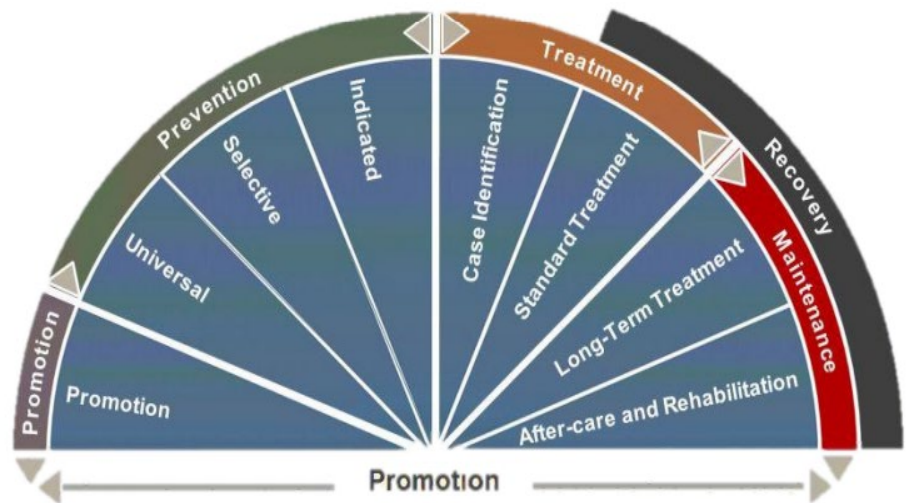 Promotion
Prevention
Treatment
Recovery
Maintenance
Promotion
Universal
Selective
Indicated
Case Identification
Standard Treatment
Long-Term Treatment
After-care and Rehabilitation
Promotion